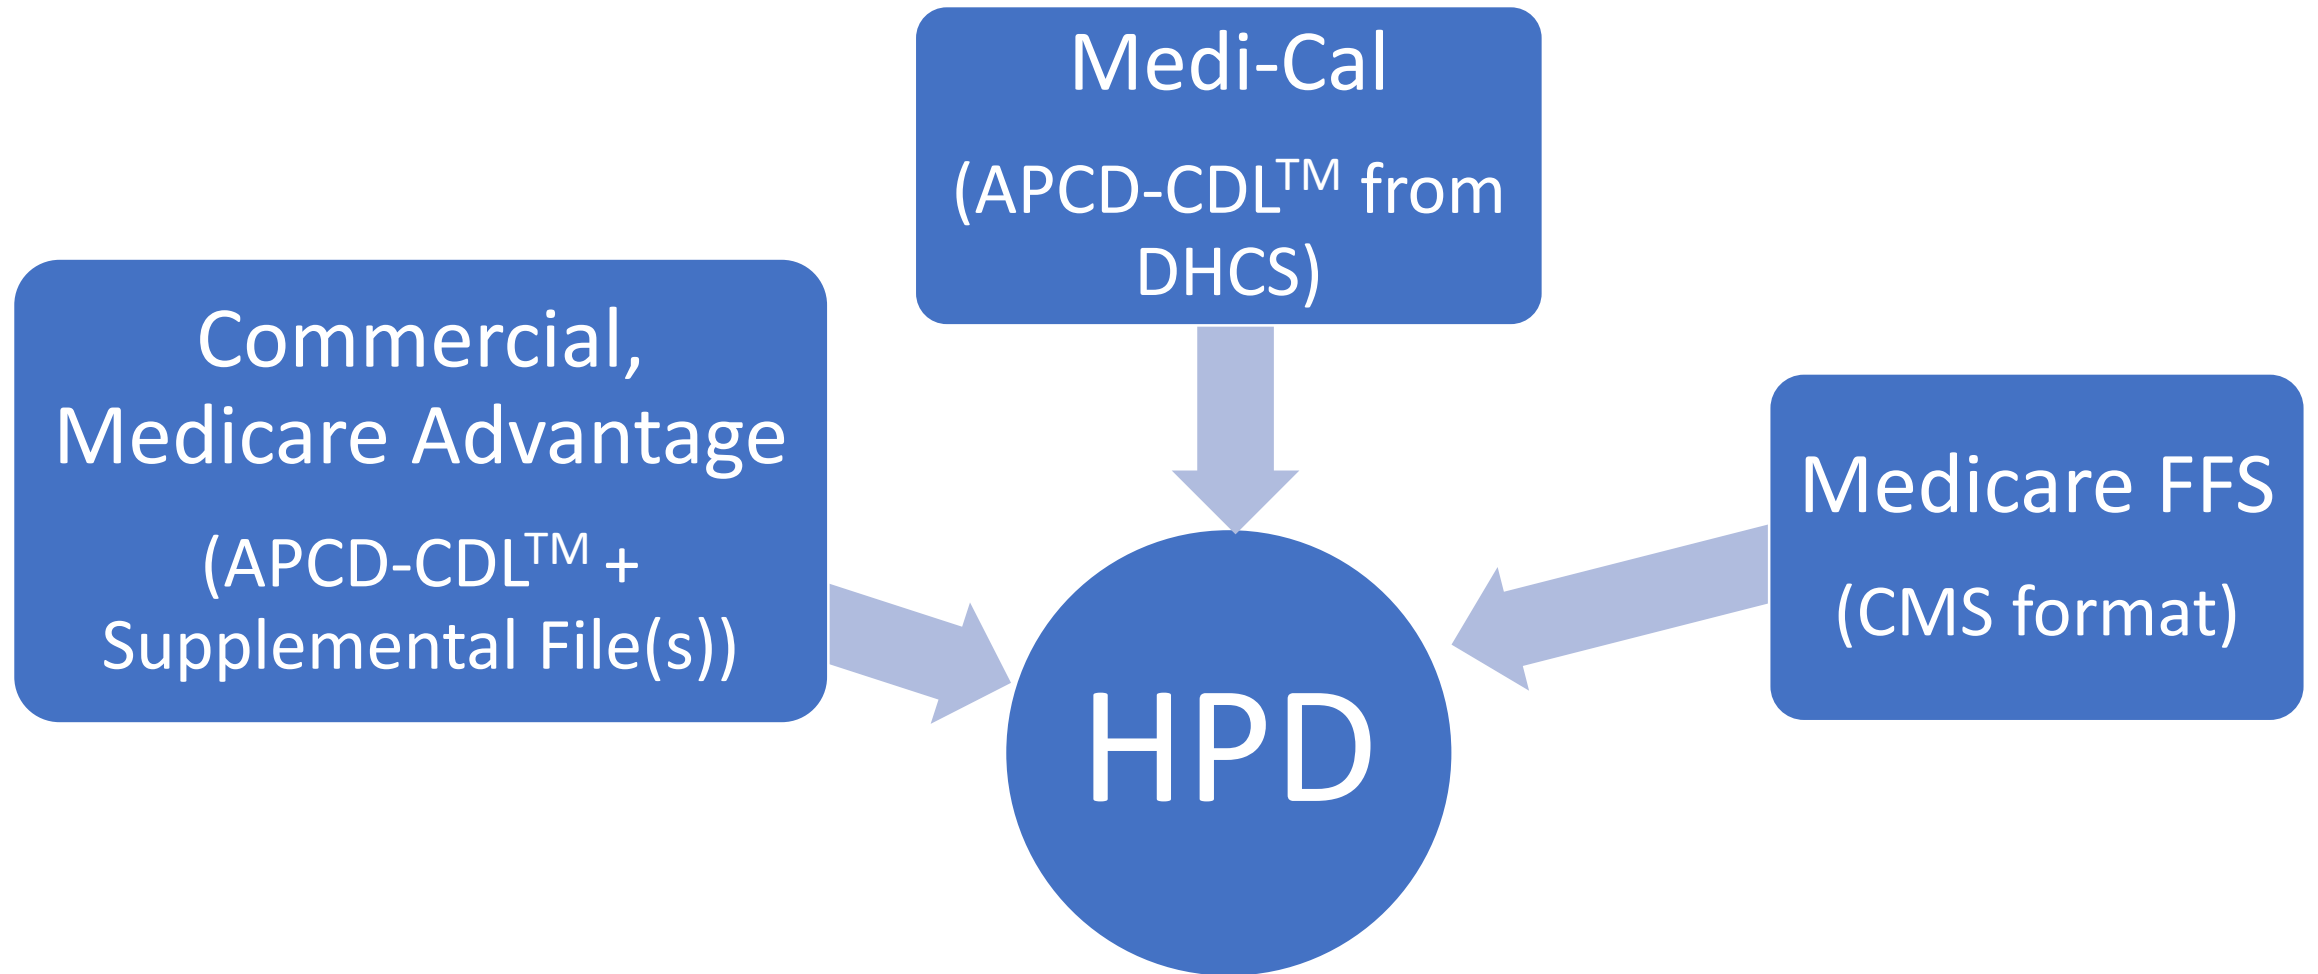 Commercial,
Medicare Advantage
(APCD-CDL™ +
Supplemental File(s))
Medi-Cal
(APCD-CDL™ from
DHCS)
Medicare FFS
(CMS format)
HPD